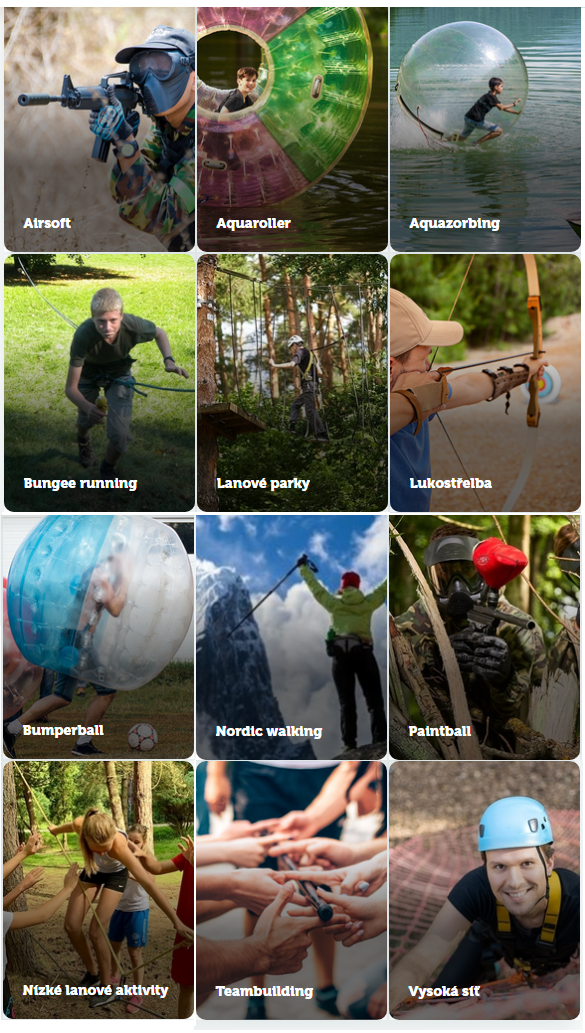 Airsoft
Aquaroller
Aquazorbing
Bungee running
Lanové parky
Lukostřelba
Bumperball
Nordic walking
Paintball
Nízké lanové aktivity
Teambuilding
Vysoká síť